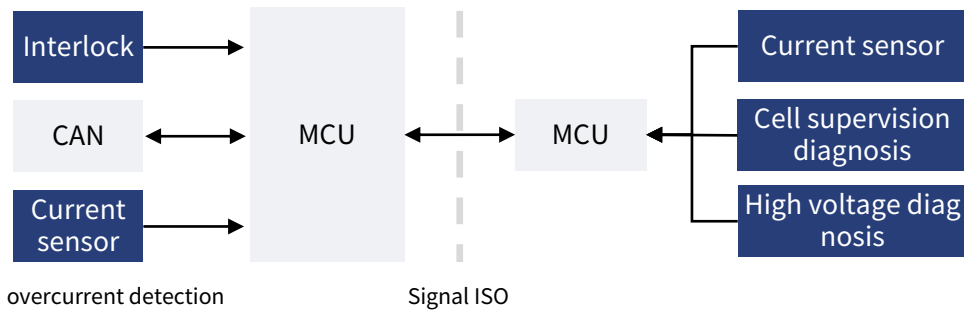 Interlock
CAN
Current
sensor
overcurrent detection
MCU
Signal ISO
MCU
Current sensor
Cell supervision
diagnosis
High voltage diag
nosis